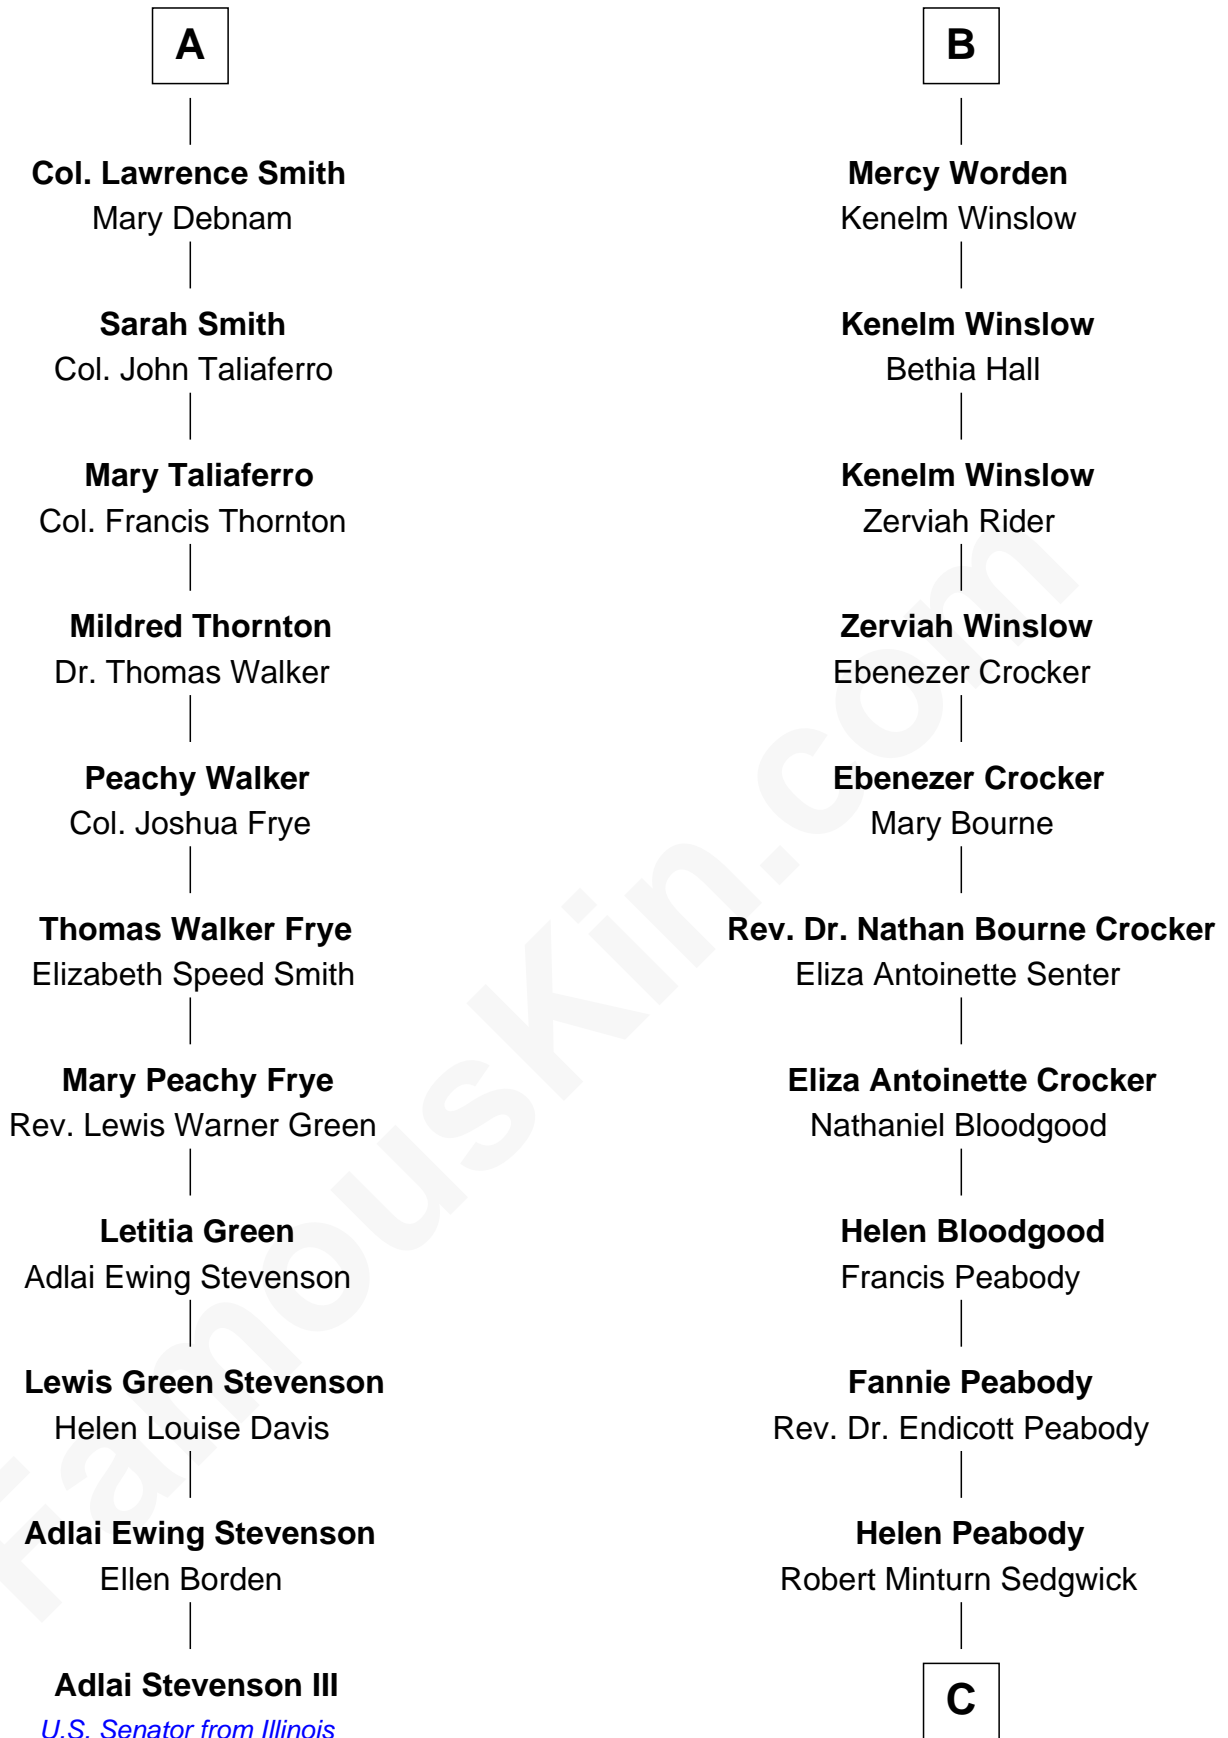 A
Col. Lawrence Smith
Mary Debnam
Sarah Smith
Col. John Taliaferro
Mary Taliaferro
Col. Francis Thornton
Mildred Thornton
Dr. Thomas Walker
Peachy Walker
Col. Joshua Frye
Thomas Walker Frye
Elizabeth Speed Smith
Mary Peachy Frye
Rev. Lewis Warner Green
Letitia Green
Adlai Ewing Stevenson
Lewis Green Stevenson
Helen Louise Davis
Adlai Ewing Stevenson
Ellen Borden
Adlai Stevenson III
U.S. Senator from Illinois
B
Mercy Worden
Kenelm Winslow
Kenelm Winslow
Bethia Hall
Kenelm Winslow
Zerviah Rider
Zerviah Winslow
Ebenezer Crocker
Ebenezer Crocker
Mary Bourne
Rev. Dr. Nathan Bourne Crocker
Eliza Antoinette Senter
Eliza Antoinette Crocker
Nathaniel Bloodgood
Helen Bloodgood
Francis Peabody
Fannie Peabody
Rev. Dr. Endicott Peabody
Helen Peabody
Robert Minturn Sedgwick
C
FamousKin.com